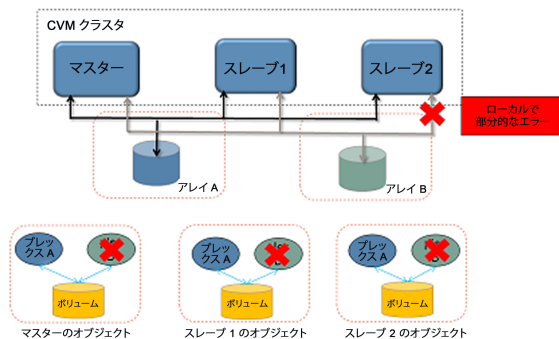 CVM クラスタ
マスター
スレーブ1
スレーブ2
ローカルで
部分的なエラー
アレイ A
アレイ B
プレッ
クス A
ボリューム
マスターのオブジェクト
プレッ
クス A
ボリューム
スレーブ 1 のオブジェクト
プレッ
クス A
ボリューム
スレーブ 2 のオブジェクト